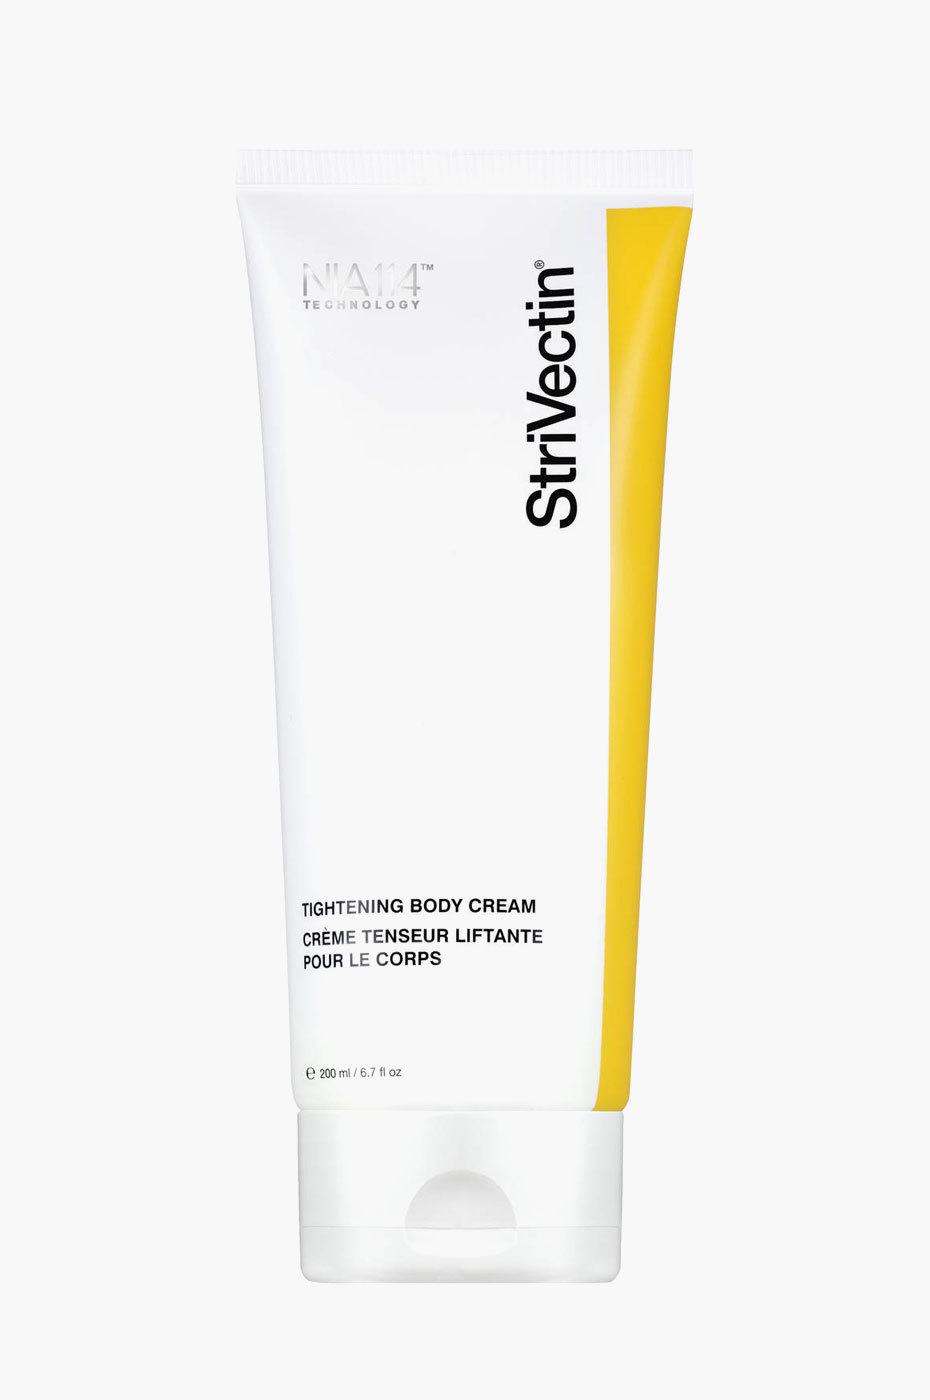 NIA114™
TECHNOLOGY
StriVectin®
TIGHTENING BODY CREAM
CRÈME TENSEUR LIFTANTE
POUR LE CORPS
℮ 200 ml / 6.7 fl oz